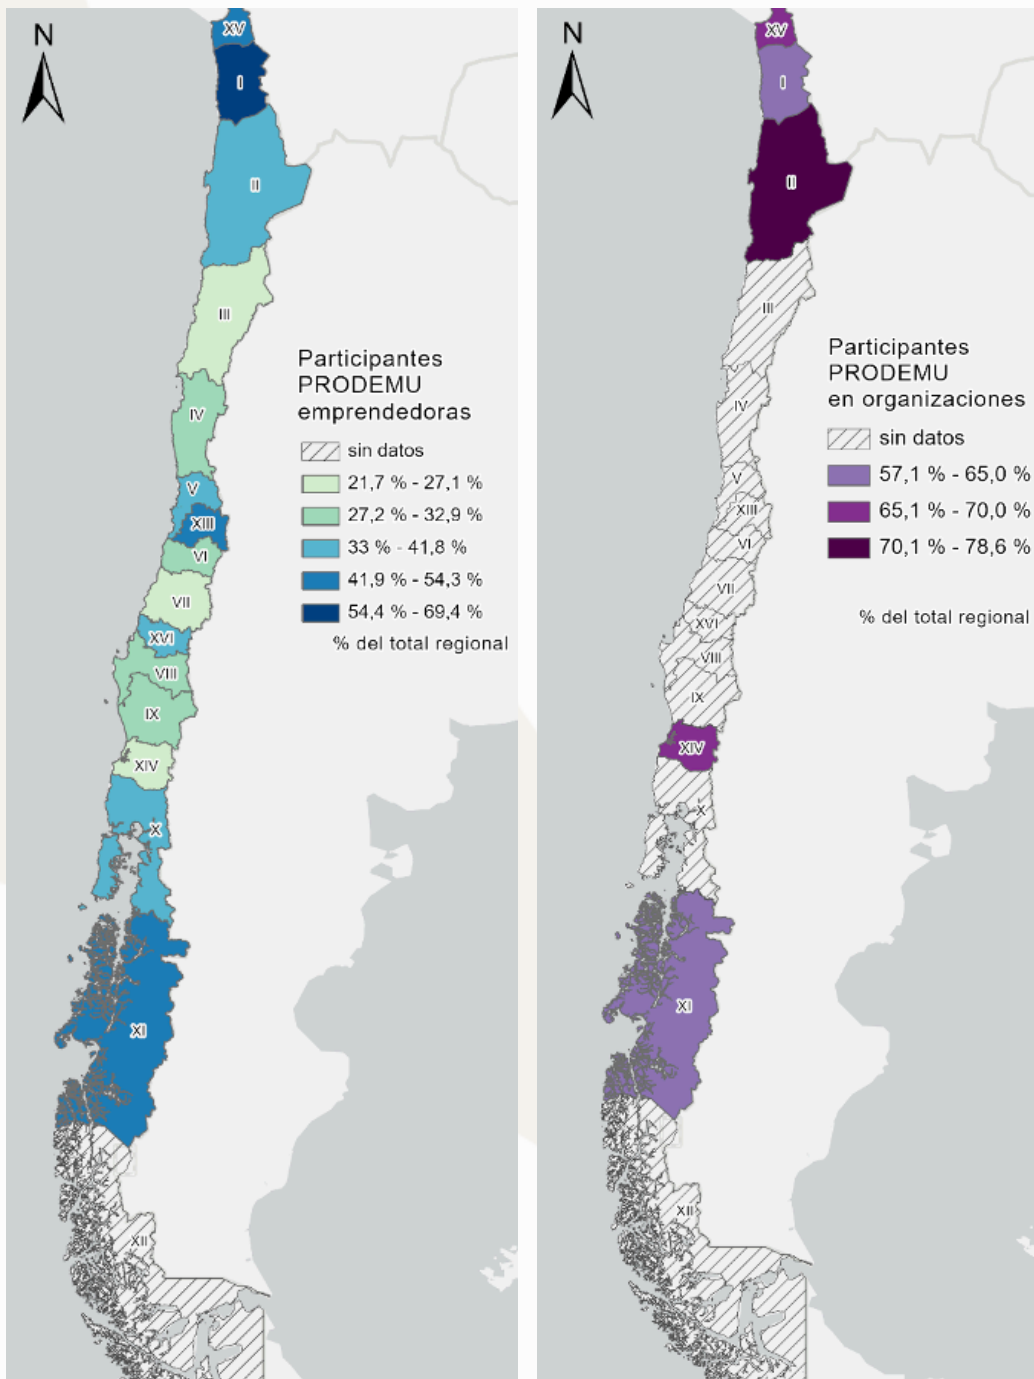 N
XV
I
II
III
IV
V
XIII
VI
VII
XVI
VIII
IX
XIV
X
XI
XII
Participantes
PRODEMU
emprendedoras
sin datos
21,7 % - 27,1 %
27,2 % - 32,9 %
33 % - 41,8 %
41,9 % - 54,3 %
54,4 % - 69,4 %
% del total regional
N
XV
I
II
III
IV
V
XIII
VI
VII
XVI
VIII
IX
XIV
X
XI
XII
Participantes
PRODEMU
en organizaciones
sin datos
57,1 % - 65,0 %
65,1 % - 70,0 %
70,1 % - 78,6 %
% del total regional